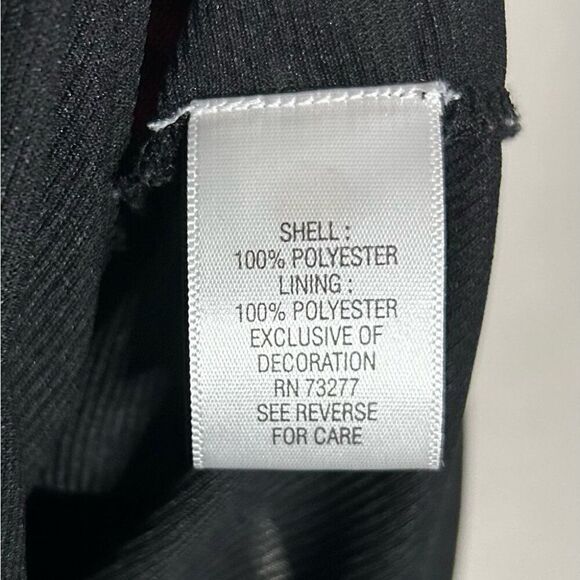 SHELL :
100% POLYESTER
LINING :
100% POLYESTER
EXCLUSIVE OF
DECORATION
RN 73277
SEE REVERSE
FOR CARE